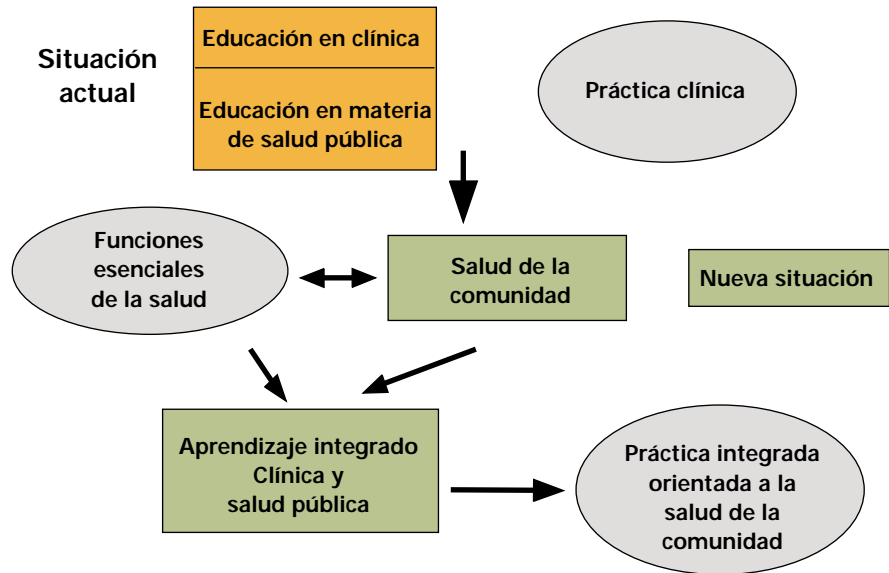 Situación
actual
Educación en clínica
Educación en materia
de salud pública
Práctica clínica
Funciones
esenciales
de la salud
Salud de la
comunidad
Nueva situación
Aprendizaje integrado
Clínica y
salud pública
Práctica integrada
orientada a la
salud de la
comunidad